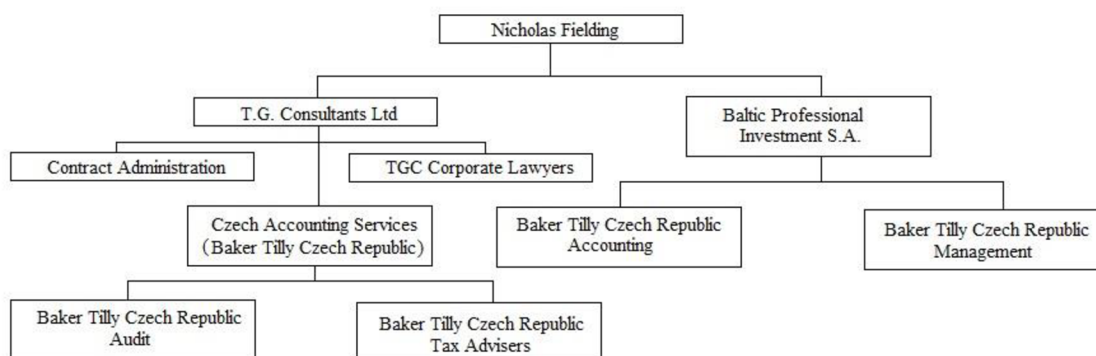 Nicholas Fielding
T.G. Consultants Ltd
Baltic Professional
Investment S.A.
Contract Administration
TGC Corporate Lawyers
Czech Accounting Services
(Baker Tilly Czech Republic)
Baker Tilly Czech Republic
Accounting
Baker Tilly Czech Republic
Management
Baker Tilly Czech Republic
Audit
Baker Tilly Czech Republic
Tax Advisers